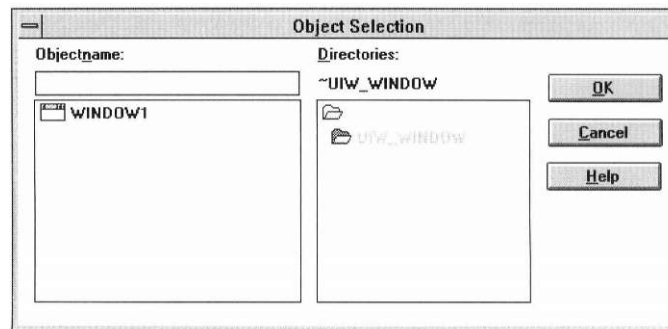 Object Selection
Objectname:
Directories:
~UIW_WINDOW
WINDOW1
UIW_WINDOW
OK
Cancel
Help